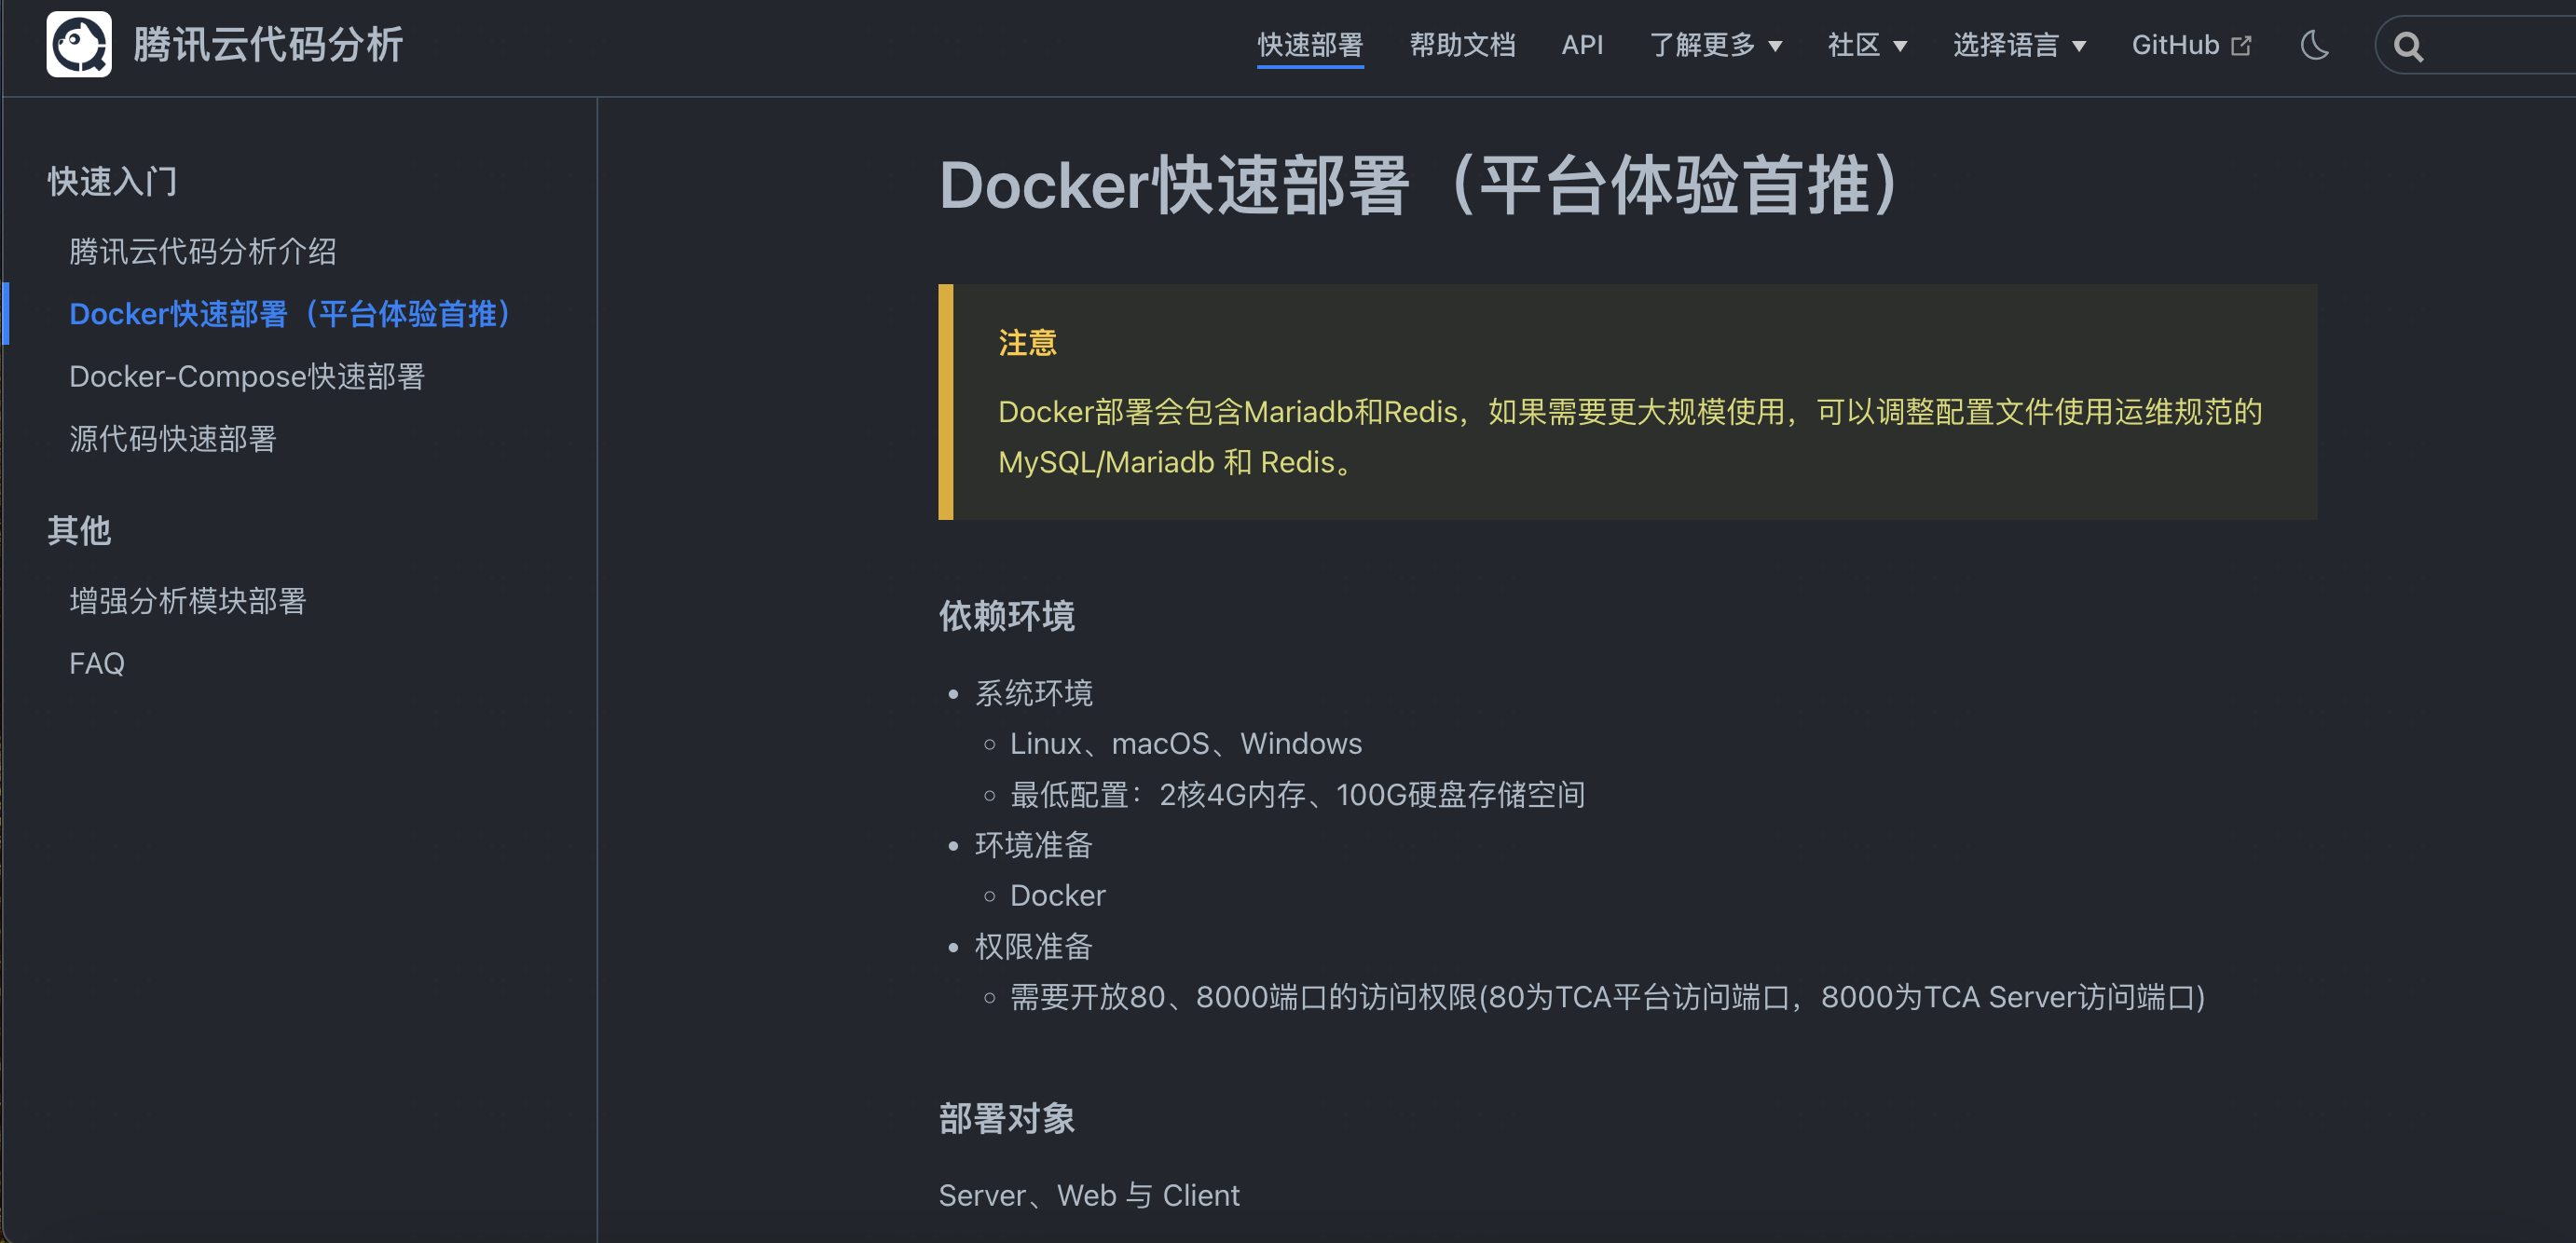 腾讯云代码分析
快速部署 帮助文档 API 了解更多 社区 选择语言 GitHub
快速入门
腾讯云代码分析介绍
Docker快速部署（平台体验首推）
Docker-Compose快速部署
源代码快速部署
其他
增强分析模块部署
FAQ
Docker快速部署（平台体验首推）
注意
Docker部署会包含Mariadb和Redis，如果需要更大规模使用，可以调整配置文件使用运维规范的
MySQL/Mariadb 和 Redis。
依赖环境
系统环境
Linux、macOS、Windows
最低配置：2核4G内存、100G硬盘存储空间
环境准备
Docker
权限准备
需要开放80、8000端口的访问权限(80为TCA平台访问端口，8000为TCA Server访问端口)
部署对象
Server、Web 与 Client